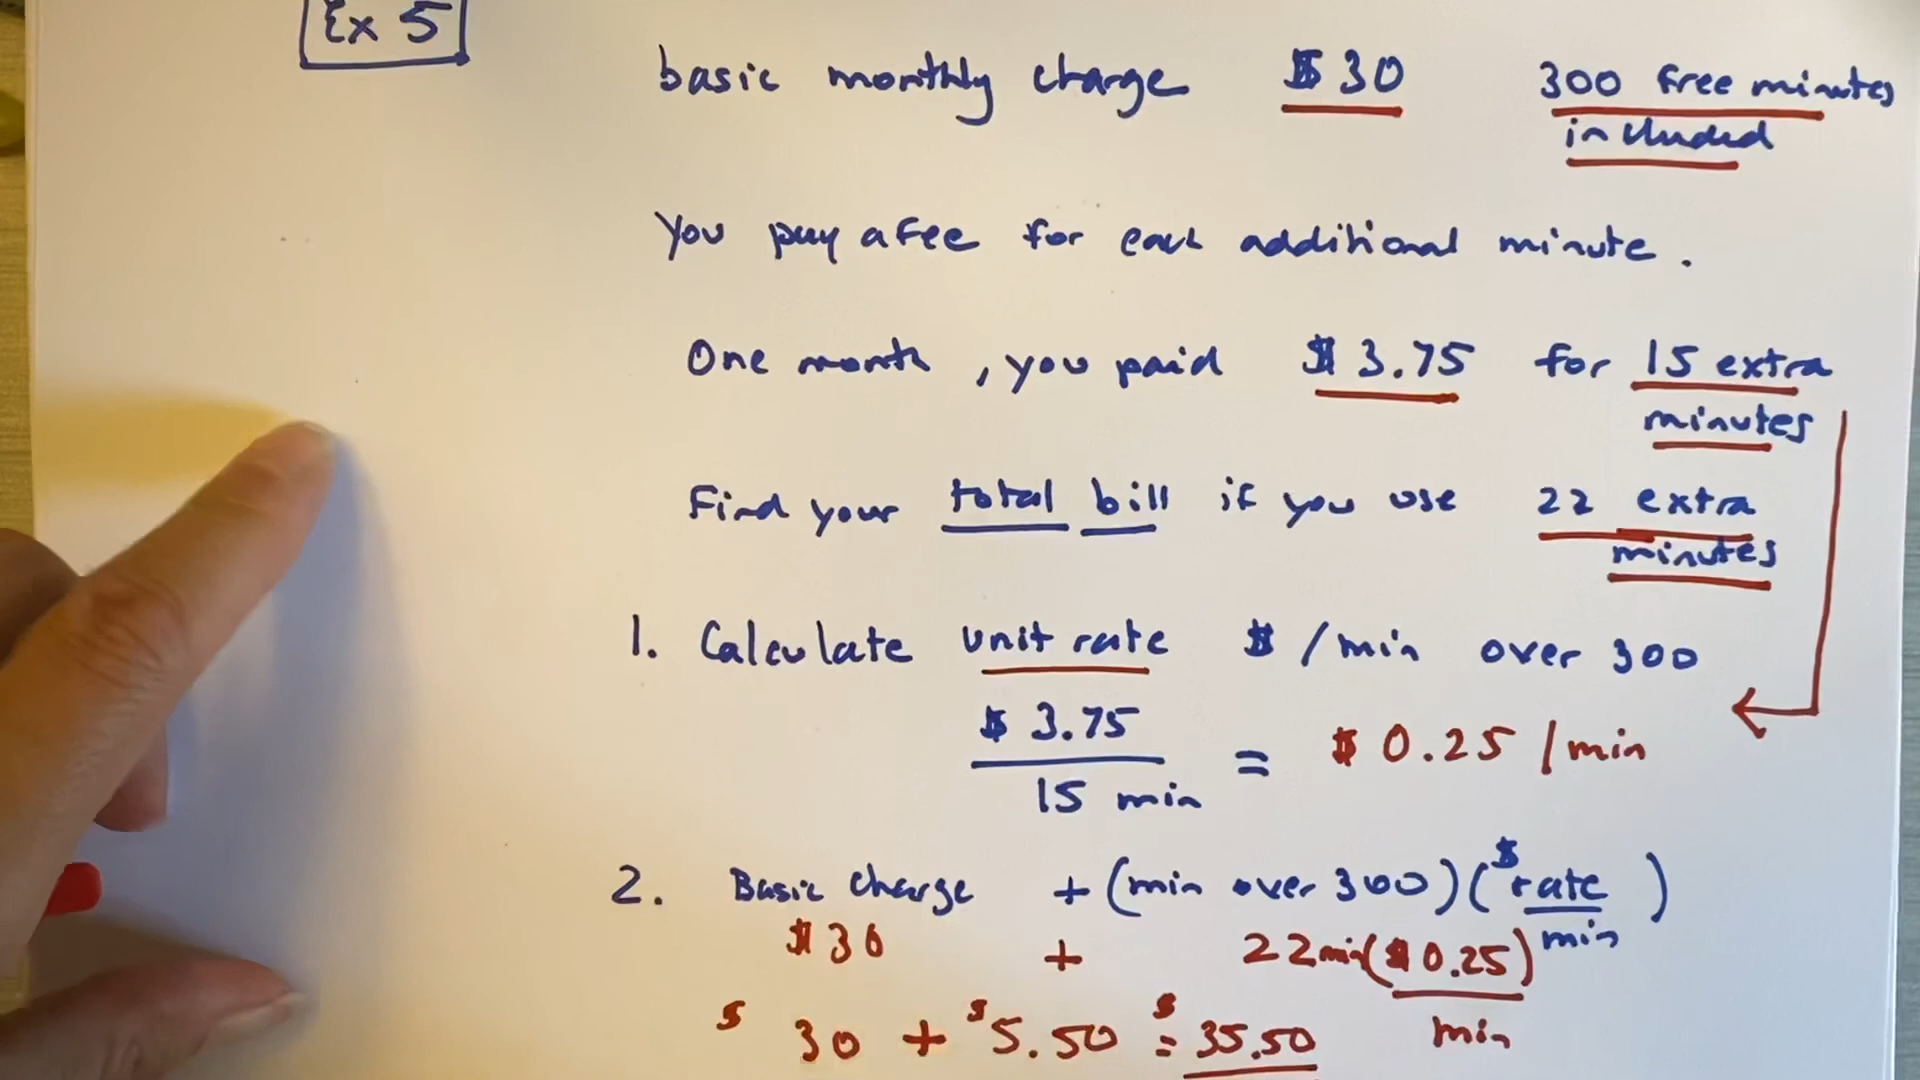 Ex 5
basic monthly charge $30 300 free minutes
included
You pay a fee for each additional minute.
One month, you paid $3.75 for 15 extra
minutes
Find your total bill if you use 22 extra
minutes
1. Calculate unit rate $/min over 300
$3.75
15 min
= $0.25/min
2. Basic Charge + (min over 300)($rate
min)
$30 + 22min($0.25)
min
$30 + $5.50 = $35.50